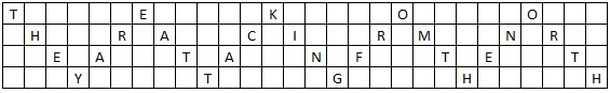 T E K O O
H R A C I R M N R
E A T A N F T E T
Y T G H H